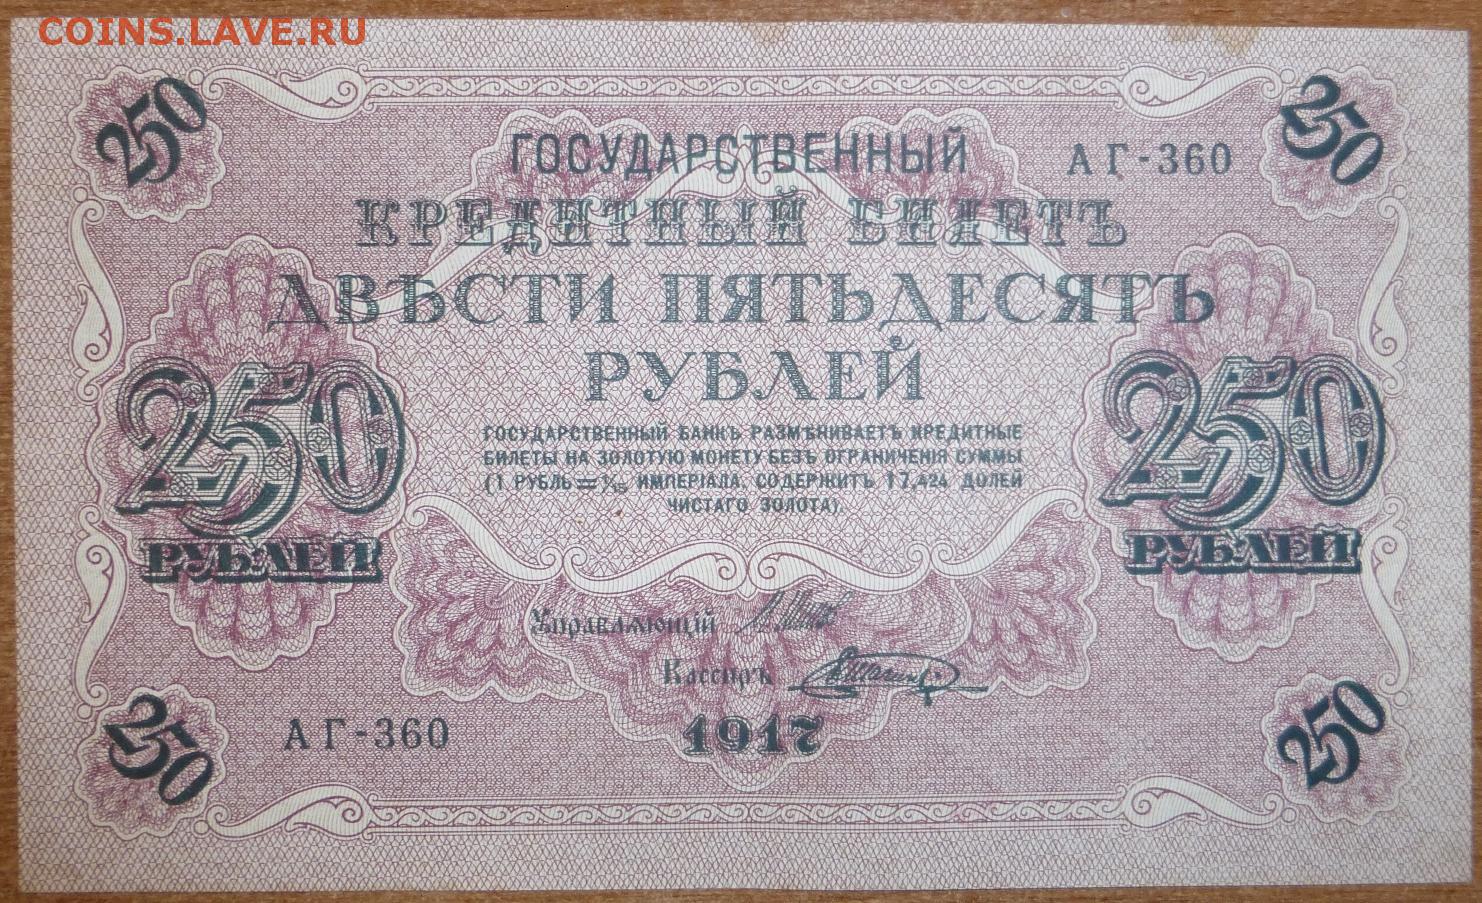 COINS.LAVE.RU
250
250
ГОСУДАРСТВЕННЫЙ
АГ-360
КРЕДИТНЫЙ БИЛЕТЪ
ДВѢСТИ ПЯТЬДЕСЯТЪ
РУБЛЕЙ
250
РУБЛЕЙ
250
РУБЛЕЙ
ГОСУДАРСТВЕННЫЙ БАНКЪ РАЗМѢНИВАЕТЪ КРЕДИТНЫЕ
БИЛЕТЫ НА ЗОЛОТУЮ МОНЕТУ БЕЗЪ ОГРАНИЧЕНІЯ СУММЫ
(1 РУБЛЬ = 1/15 ИМПЕРІАЛА, СОДЕРЖИТЪ 17,424 ДОЛЕЙ
ЧИСТАГО ЗОЛОТА).
Управляющій
Кассиръ
АГ-360
1917
250
250